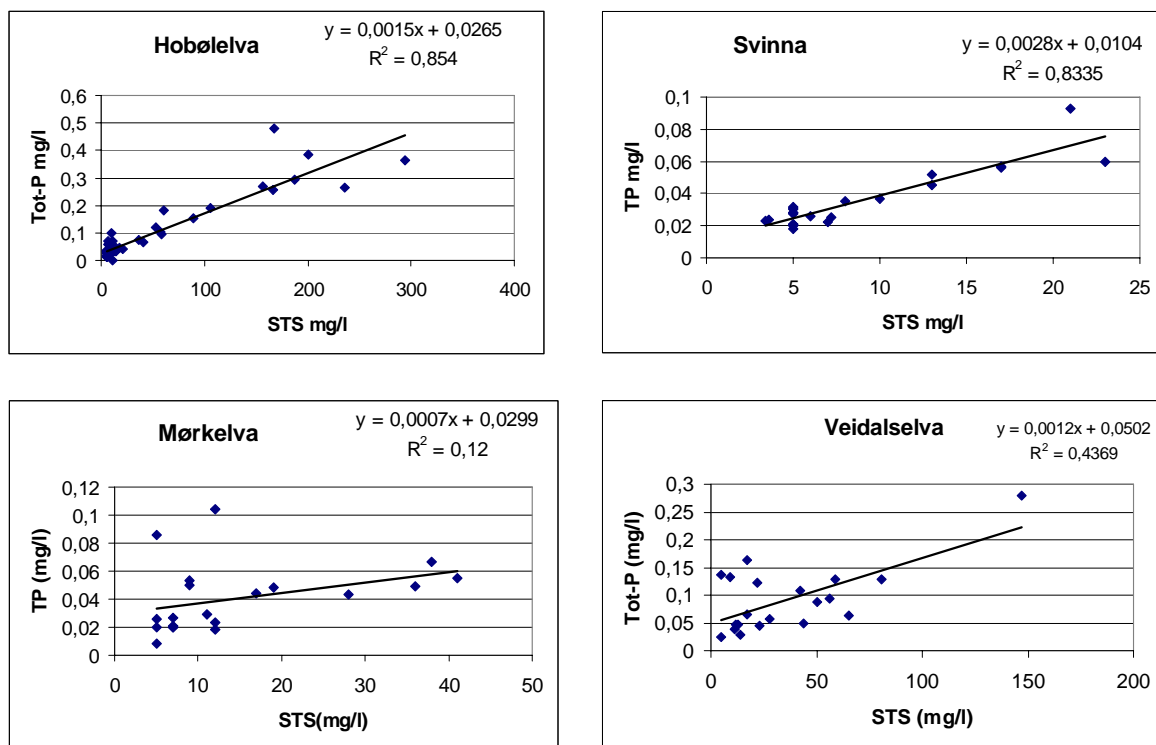 Hobølelva
y = 0,0015x + 0,0265
R² = 0,854
0,6
0,5
0,4
0,3
0,2
0,1
0
Tot-P mg/l
0 100 200 300 400
STS mg/l
Svinna
y = 0,0028x + 0,0104
R² = 0,8335
0,1
0,08
0,06
0,04
0,02
0
TP mg/l
0 5 10 15 20 25
STS mg/l
Mørkelva
y = 0,0007x + 0,0299
R² = 0,12
0,12
0,1
0,08
0,06
0,04
0,02
0
TP (mg/l)
0 10 20 30 40 50
STS(mg/l)
Veidalselva
y = 0,0012x + 0,0502
R² = 0,4369
0,3
0,25
0,2
0,15
0,1
0,05
0
Tot-P (mg/l)
0 50 100 150 200
STS (mg/l)